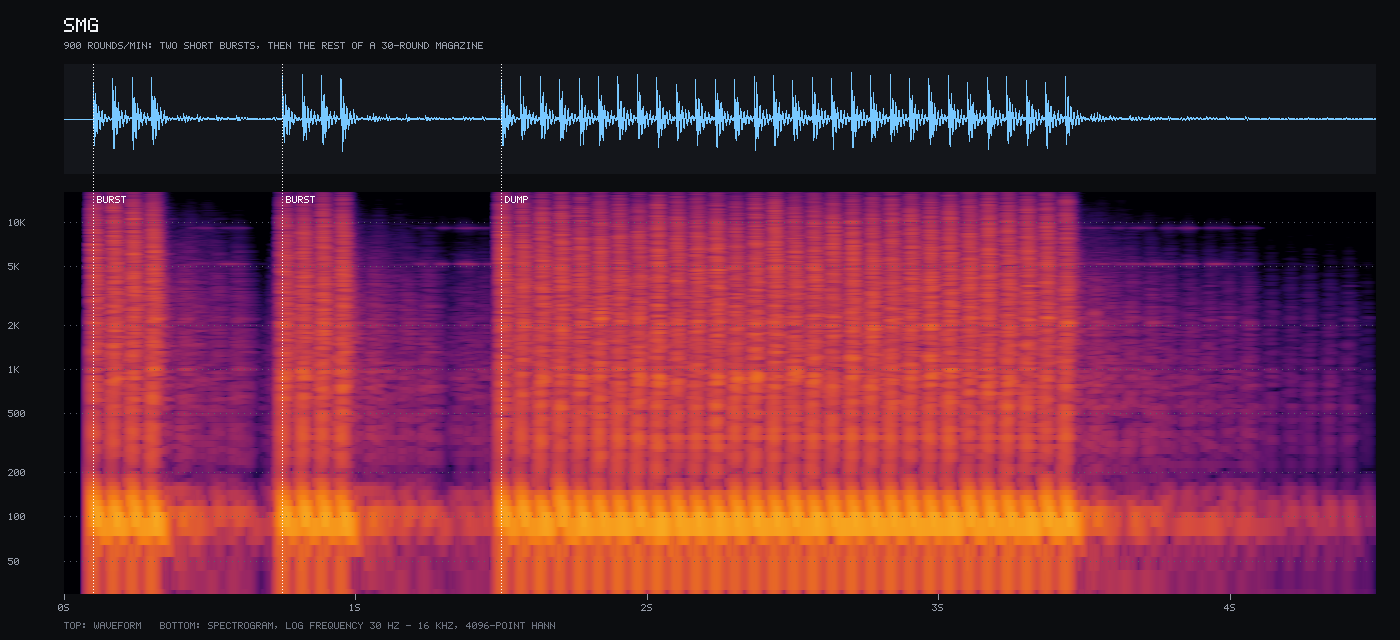 SMG
900 ROUNDS/MIN: TWO SHORT BURSTS, THEN THE REST OF A 30-ROUND MAGAZINE
BURST BURST DUMP
10K
5K
2K
1K
500
200
100
50
0S 1S 2S 3S 4S
TOP: WAVEFORM BOTTOM: SPECTROGRAM, LOG FREQUENCY 30 HZ - 16 KHZ, 4096-POINT HANN